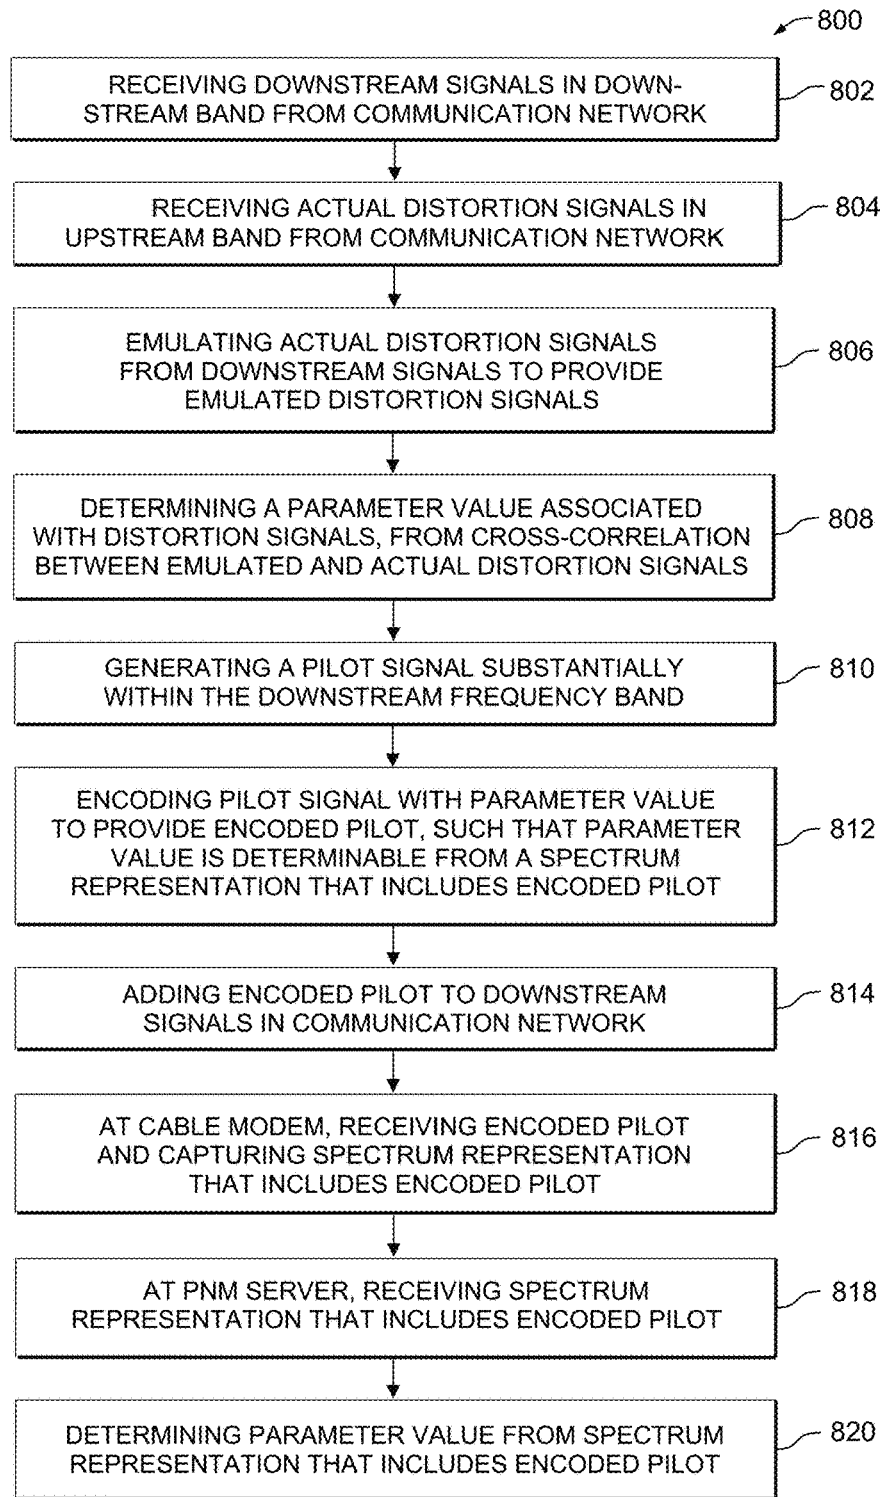 800
RECEIVING DOWNSTREAM SIGNALS IN DOWN-
STREAM BAND FROM COMMUNICATION NETWORK
802
RECEIVING ACTUAL DISTORTION SIGNALS IN
UPSTREAM BAND FROM COMMUNICATION NETWORK
804
EMULATING ACTUAL DISTORTION SIGNALS
FROM DOWNSTREAM SIGNALS TO PROVIDE
EMULATED DISTORTION SIGNALS
806
DETERMINING A PARAMETER VALUE ASSOCIATED
WITH DISTORTION SIGNALS, FROM CROSS-CORRELATION
BETWEEN EMULATED AND ACTUAL DISTORTION SIGNALS
808
GENERATING A PILOT SIGNAL SUBSTANTIALLY
WITHIN THE DOWNSTREAM FREQUENCY BAND
810
ENCODING PILOT SIGNAL WITH PARAMETER VALUE
TO PROVIDE ENCODED PILOT, SUCH THAT PARAMETER
VALUE IS DETERMINABLE FROM A SPECTRUM
REPRESENTATION THAT INCLUDES ENCODED PILOT
812
ADDING ENCODED PILOT TO DOWNSTREAM
SIGNALS IN COMMUNICATION NETWORK
814
AT CABLE MODEM, RECEIVING ENCODED PILOT
AND CAPTURING SPECTRUM REPRESENTATION
THAT INCLUDES ENCODED PILOT
816
AT PNM SERVER, RECEIVING SPECTRUM
REPRESENTATION THAT INCLUDES ENCODED PILOT
818
DETERMINING PARAMETER VALUE FROM SPECTRUM
REPRESENTATION THAT INCLUDES ENCODED PILOT
820